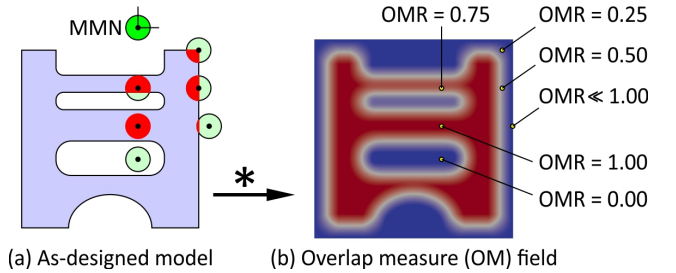 MMN
OMR = 0.75
OMR = 0.25
OMR = 0.50
OMR ≪ 1.00
OMR = 1.00
OMR = 0.00
*
(a) As-designed model
(b) Overlap measure (OM) field